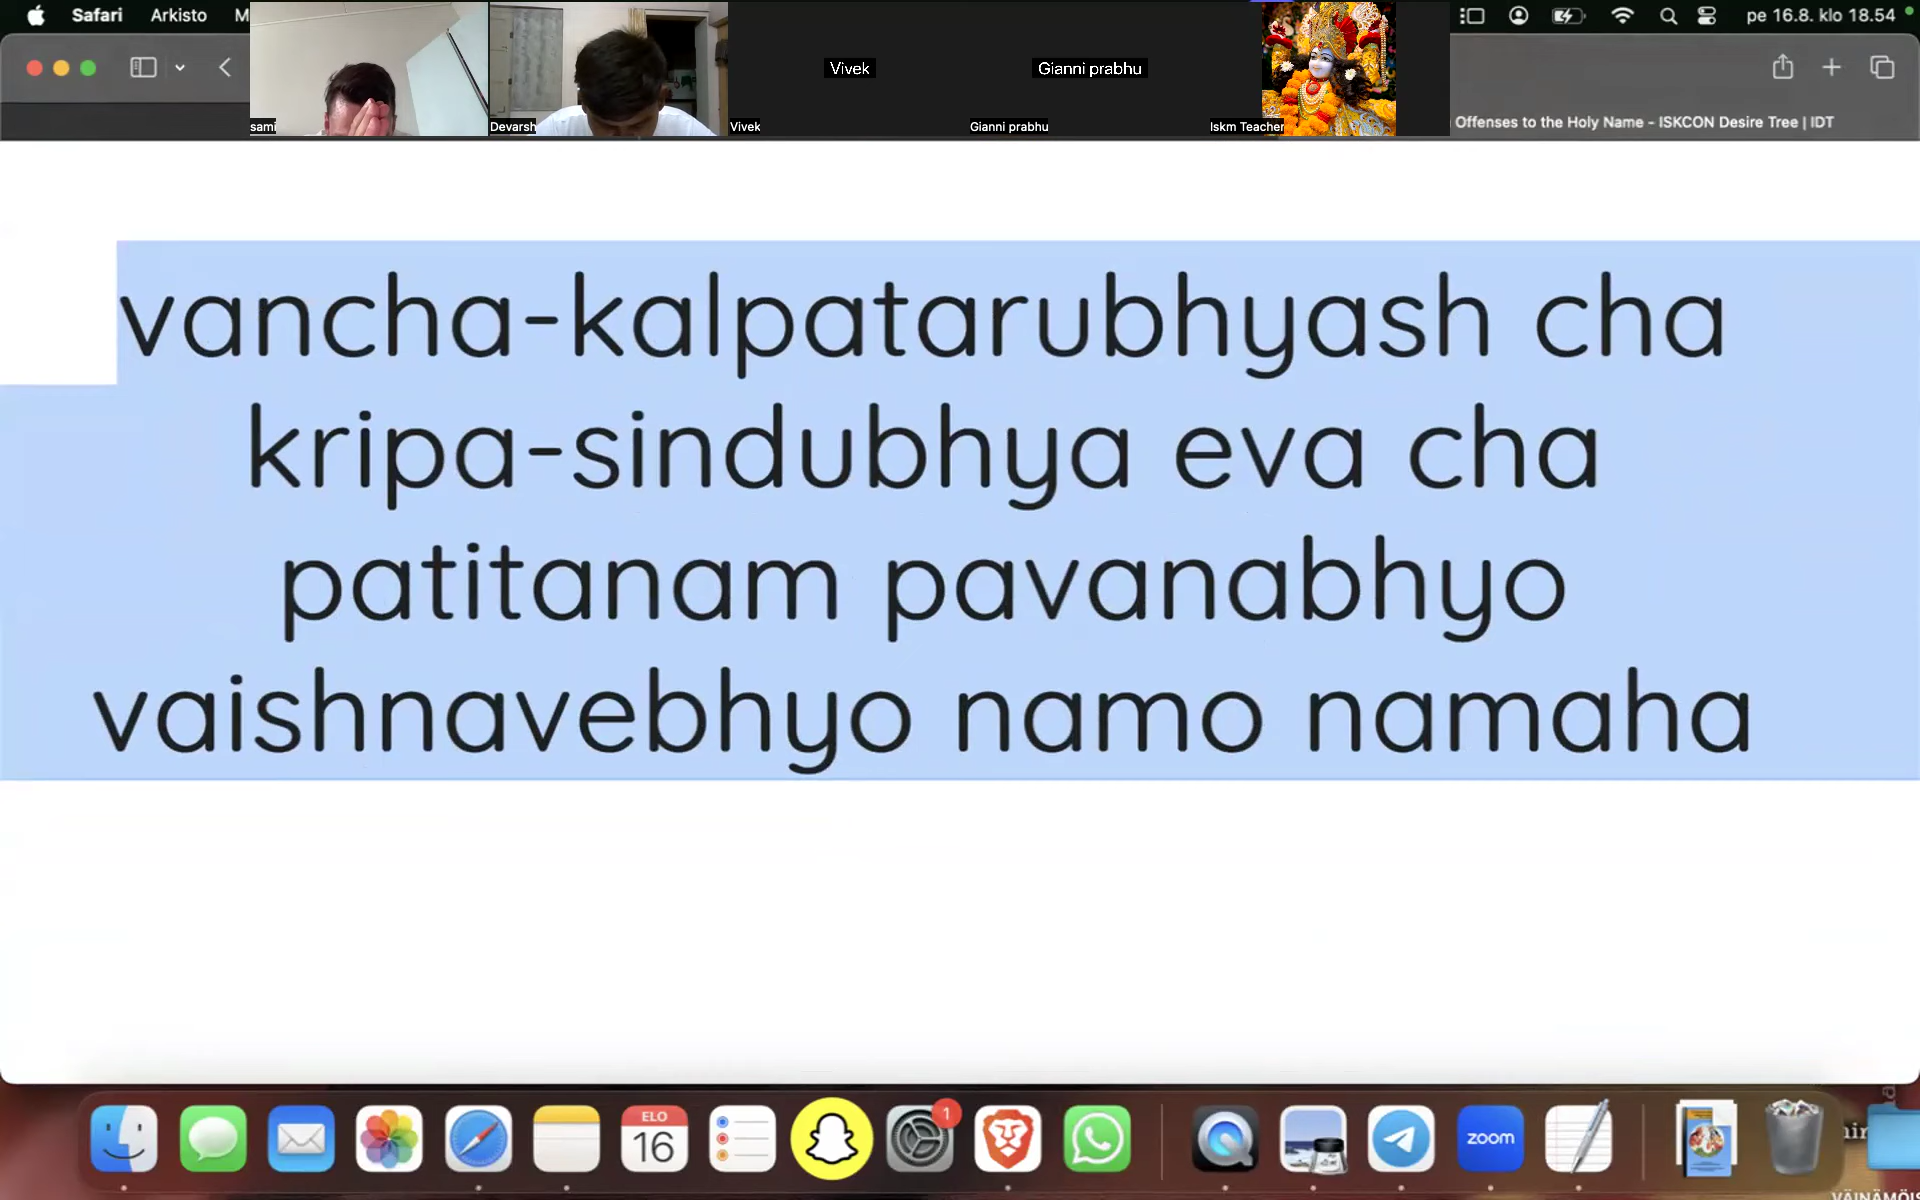 Safari Arkisto M
pe 16.8. klo 18.54
Vivek
Gianni prabhu
sami
Devarsh
Vivek
Gianni prabhu
Iskm Teacher
Offenses to the Holy Name - ISKCON Desire Tree | IDT
vancha-kalpatarubhyash cha
kripa-sindubhya eva cha
patitanam pavanabhyo
vaishnavebhyo namo namaha
ELO
16
1
zoom